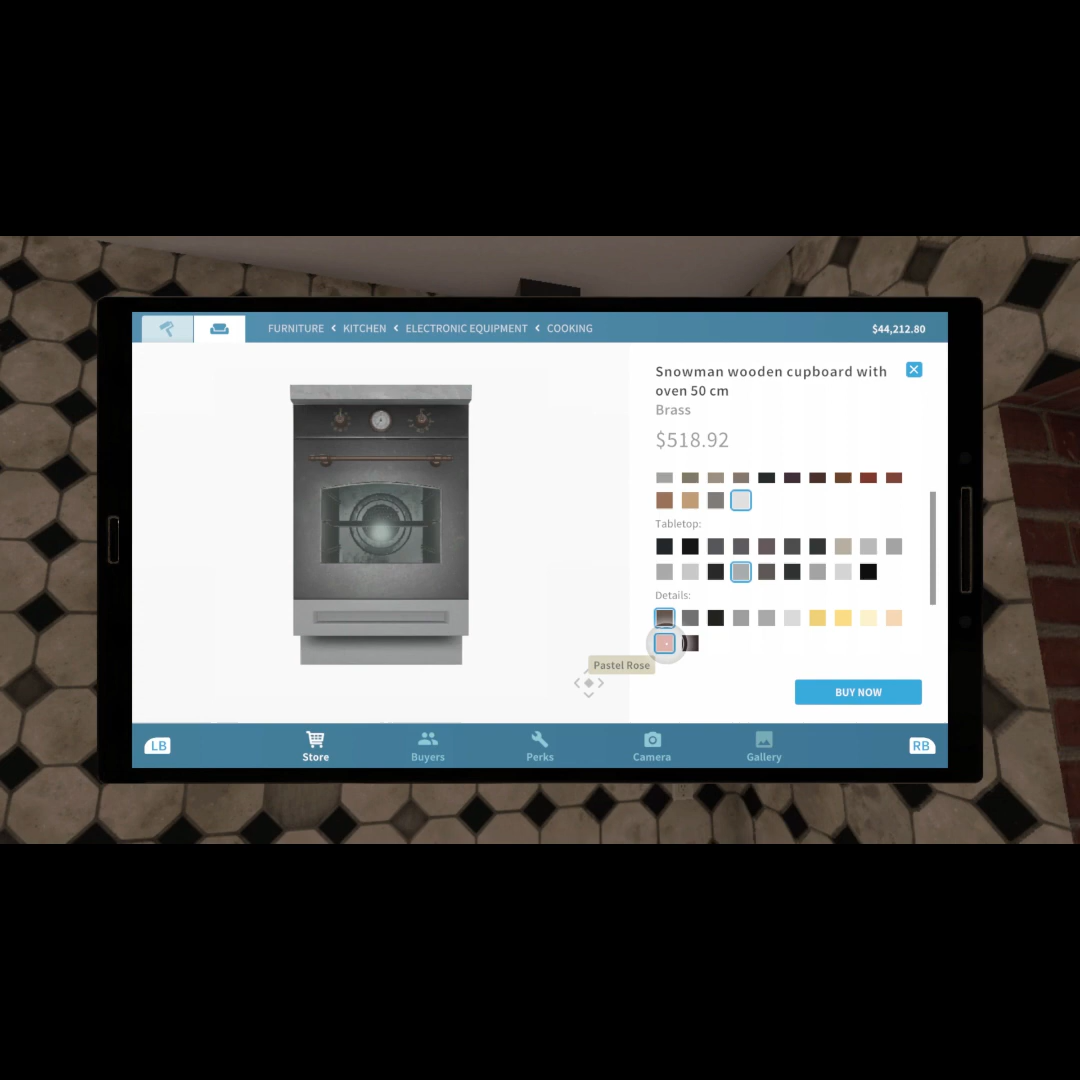 FURNITURE < KITCHEN < ELECTRONIC EQUIPMENT < COOKING
$44,212.80
Snowman wooden cupboard with
oven 50 cm
Brass
$518.92
Tabletop:
Details:
Pastel Rose
BUY NOW
LB
Store
Buyers
Perks
Camera
Gallery
RB